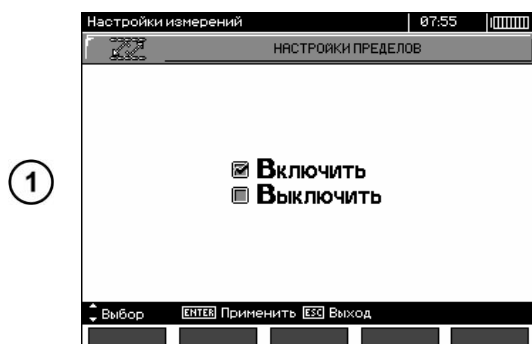 Настройки измерений 07:55
НАСТРОЙКИ ПРЕДЕЛОВ
1
Включить
Выключить
Выбор ENTER Применить ESC Выход